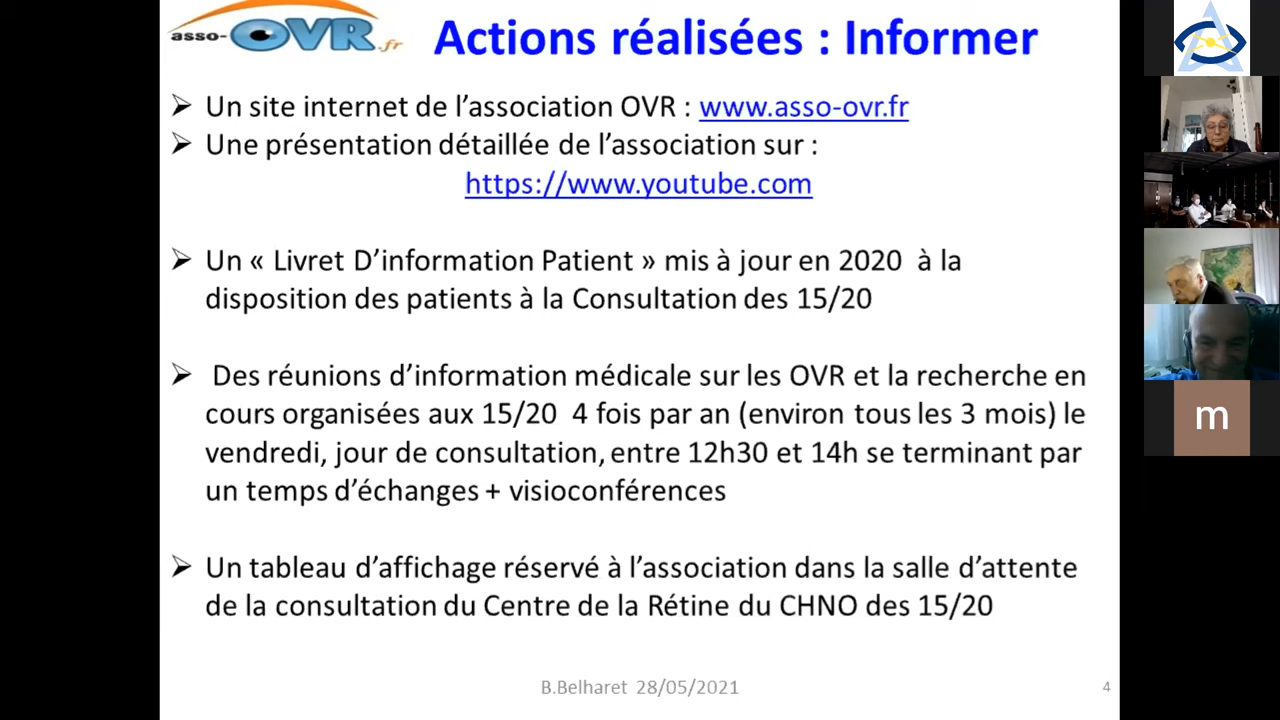 asso-OVR.fr
Actions réalisées : Informer
➢ Un site internet de l'association OVR : www.asso-ovr.fr
➢ Une présentation détaillée de l'association sur :
https://www.youtube.com
➢ Un « Livret D'information Patient » mis à jour en 2020 à la
disposition des patients à la Consultation des 15/20
➢ Des réunions d'information médicale sur les OVR et la recherche en
cours organisées aux 15/20 4 fois par an (environ tous les 3 mois) le
vendredi, jour de consultation, entre 12h30 et 14h se terminant par
un temps d'échanges + visioconférences
➢ Un tableau d'affichage réservé à l'association dans la salle d'attente
de la consultation du Centre de la Rétine du CHNO des 15/20
B.Belharet 28/05/2021
4
m